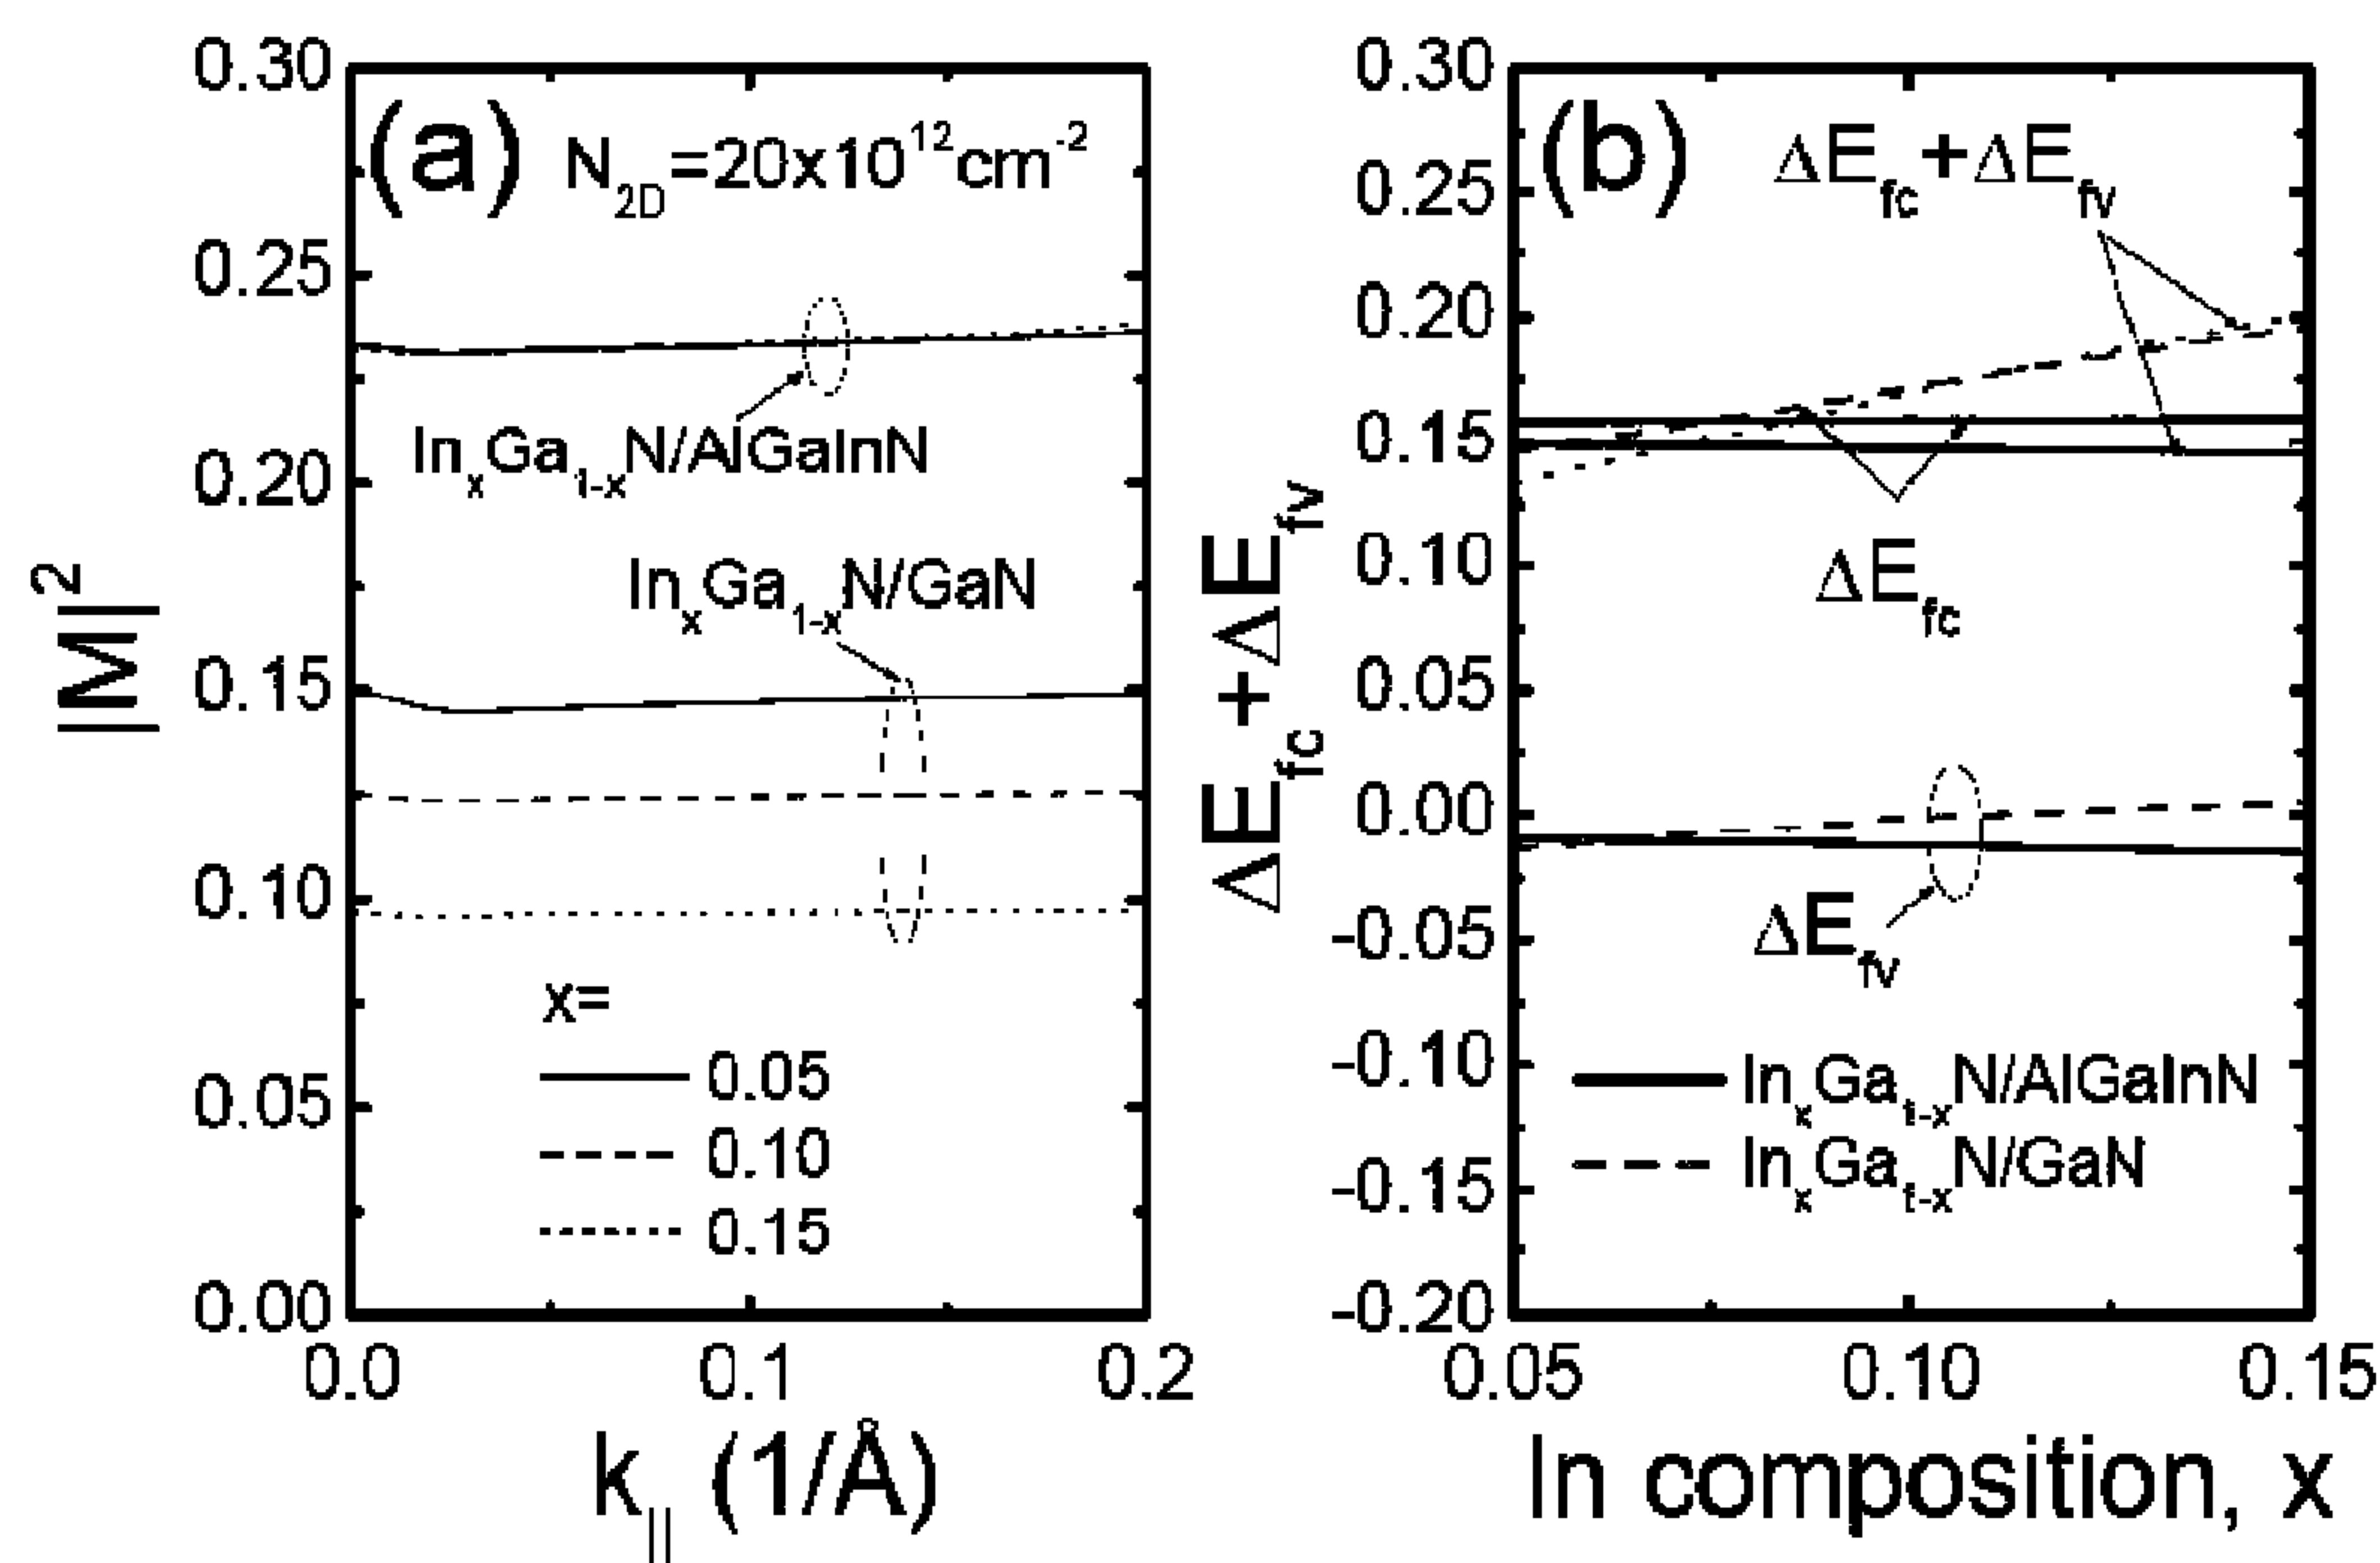 (a) N₂D=20x10¹²cm⁻²
InₓGa₁₋ₓN/AlGaInN
InₓGa₁₋ₓN/GaN
x=
0.05
0.10
0.15
|M|²
0.30
0.25
0.20
0.15
0.10
0.05
0.00
0.0 0.1 0.2
k|| (1/Å)
(b) ΔEfc+ΔEfv
ΔEfc
ΔEfv
InₓGa₁₋ₓN/AlGaInN
InₓGa₁₋ₓN/GaN
ΔEfc+ΔEfv
0.30
0.25
0.20
0.15
0.10
0.05
0.00
-0.05
-0.10
-0.15
-0.20
0.05 0.10 0.15
In composition, x